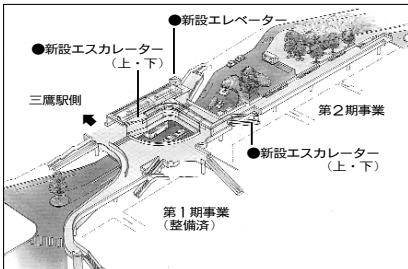 ●新設エレベーター
●新設エスカレーター
（上・下）
三鷹駅側
第2期事業
●新設エスカレーター
（上・下）
第1期事業
（整備済）